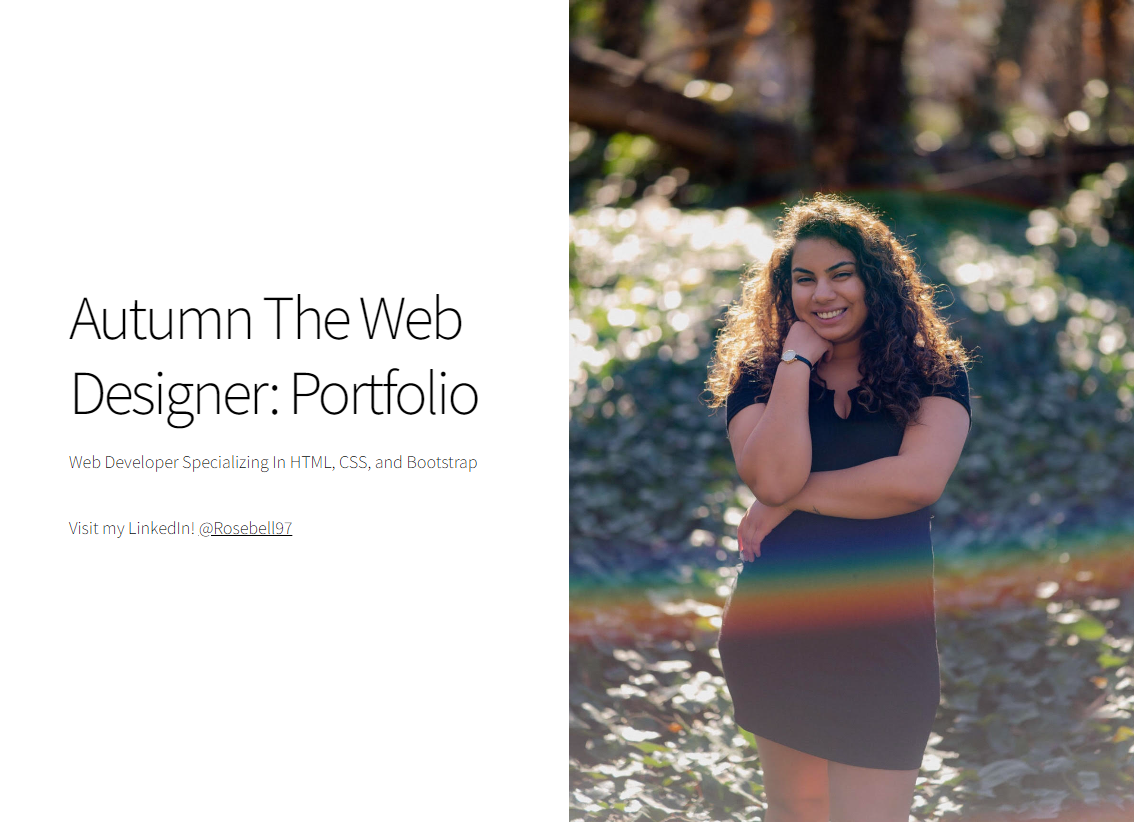 Autumn The Web
Designer: Portfolio
Web Developer Specializing In HTML, CSS, and Bootstrap
Visit my LinkedIn! @Rosebell97